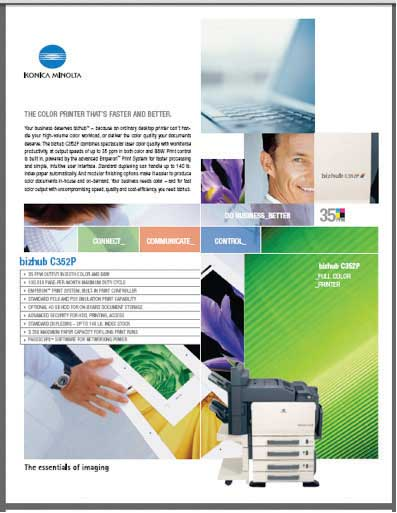 KONICA MINOLTA
THE COLOR PRINTER THAT'S FASTER AND BETTER.
Your business deserves bizhub™ – because an ordinary desktop printer can't han-
dle your high-volume color workload, or deliver the color quality your documents
deserve. The bizhub C352P combines spectacular laser color quality with workhorse
productivity, at output speeds of up to 35 ppm in both color and B&W. Print control
is built in, powered by the advanced Emperon™ Print System for faster processing
and simple, intuitive user interface. Standard duplexing can handle up to 140 lb.
index paper automatically. And modular finishing options make it easier to produce
color documents in-house and on-demand. Your business needs color – and for fast
color output with uncompromising speed, quality and cost-efficiency, you need bizhub.
bizhub C352P
DO BUSINESS_BETTER
35
CONNECT_
COMMUNICATE_
CONTROL_
bizhub C352P
• 35 PPM OUTPUT IN BOTH COLOR AND B&W
PAGE-PER-MONTH MAXIMUM DUTY CYCLE
• EMPERON™ PRINT SYSTEM, BUILT-IN PRINT CONTROLLER
• STANDARD PCL6 AND PS3 EMULATION PRINT CAPABILITY
• OPTIONAL 40 GB HDD FOR ON-BOARD DOCUMENT STORAGE
• ADVANCED SECURITY FOR PRINTING, ACCESS
• STANDARD DUPLEXING – UP TO 140 LB. INDEX STOCK
MAXIMUM PAPER CAPACITY FOR LONG PRINT RUNS
• PAGESCOPE™ SOFTWARE FOR NETWORKING POWER
bizhub C352P
_FULL COLOR
_PRINTER
The essentials of imaging